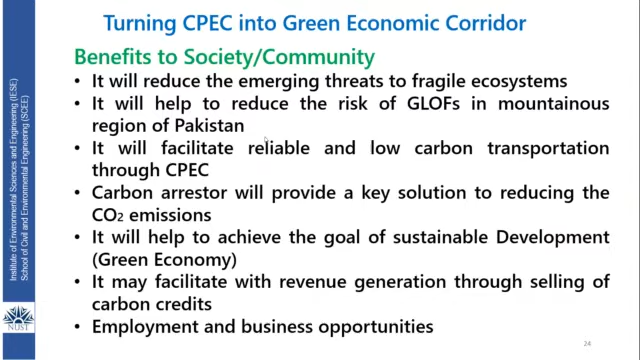 Turning CPEC into Green Economic Corridor
Benefits to Society/Community
• It will reduce the emerging threats to fragile ecosystems
• It will help to reduce the risk of GLOFs in mountainous
region of Pakistan
• It will facilitate reliable and low carbon transportation
through CPEC
• Carbon arrestor will provide a key solution to reducing the
CO2 emissions
• It will help to achieve the goal of sustainable Development
(Green Economy)
• It may facilitate with revenue generation through selling of
carbon credits
• Employment and business opportunities
Institute of Environmental Sciences and Engineering (IESE)
School of Civil and Environmental Engineering (SCEE)
NUST
24